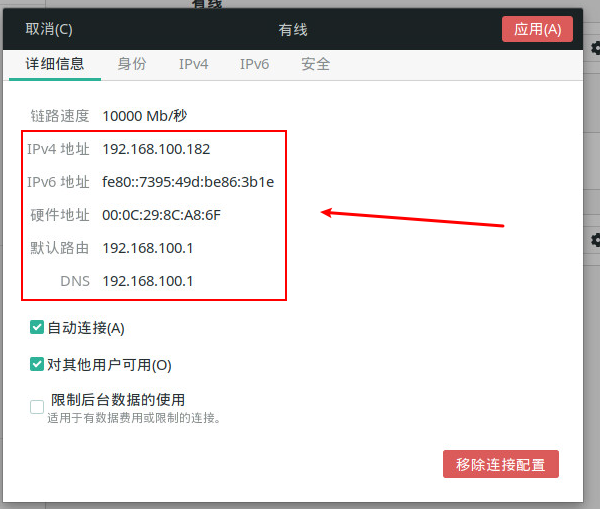 有线
取消(C) 有线 应用(A)
详细信息 身份 IPv4 IPv6 安全
链路速度 10000 Mb/秒
IPv4 地址 192.168.100.182
IPv6 地址 fe80::7395:49d:be86:3b1e
硬件地址 00:0C:29:8C:A8:6F
默认路由 192.168.100.1
DNS 192.168.100.1
自动连接(A)
对其他用户可用(O)
限制后台数据的使用
适用于有数据费用或限制的连接。
移除连接配置